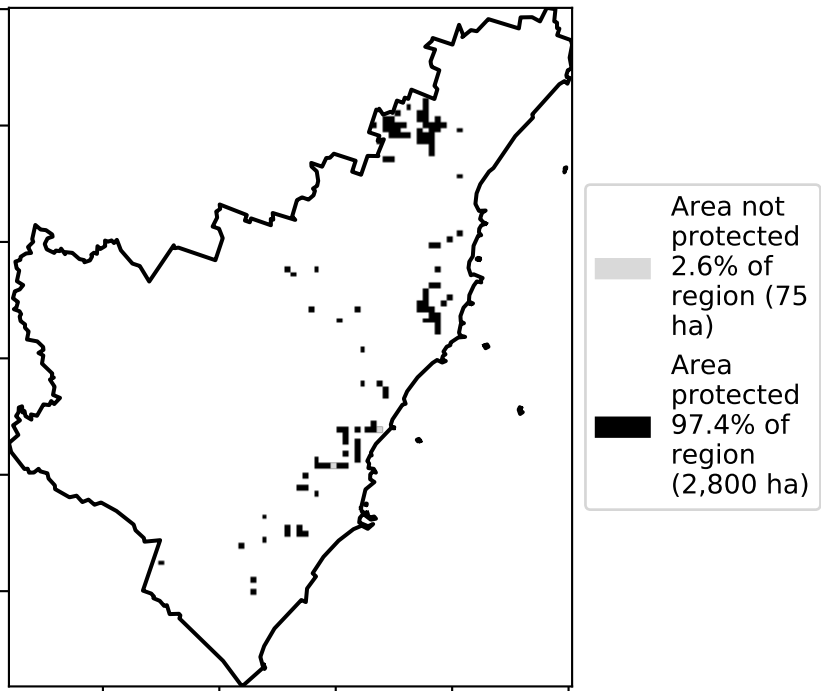 Area not
protected
2.6% of
region (75
ha)
Area
protected
97.4% of
region
(2,800 ha)